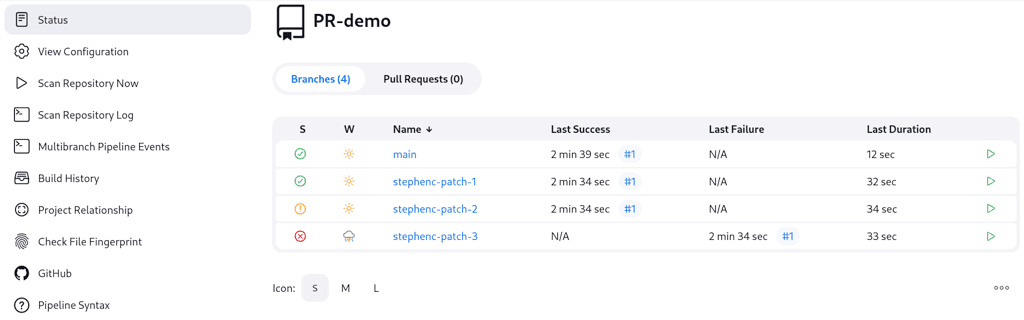 Status
View Configuration
Scan Repository Now
Scan Repository Log
Multibranch Pipeline Events
Build History
Project Relationship
Check File Fingerprint
GitHub
Pipeline Syntax
PR-demo
Branches (4) Pull Requests (0)
S W Name ↓ Last Success Last Failure Last Duration
main 2 min 39 sec #1 N/A 12 sec
stephenc-patch-1 2 min 34 sec #1 N/A 32 sec
stephenc-patch-2 2 min 34 sec #1 N/A 34 sec
stephenc-patch-3 N/A 2 min 34 sec #1 33 sec
Icon: S M L